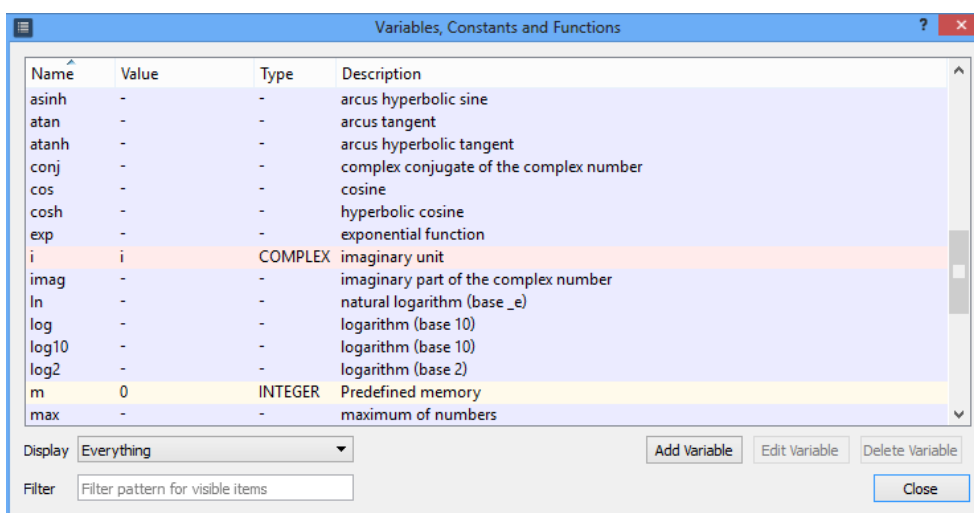 Variables, Constants and Functions ?
Name Value Type Description
asinh - - arcus hyperbolic sine
atan - - arcus tangent
atanh - - arcus hyperbolic tangent
conj - - complex conjugate of the complex number
cos - - cosine
cosh - - hyperbolic cosine
exp - - exponential function
i i COMPLEX imaginary unit
imag - - imaginary part of the complex number
ln - - natural logarithm (base _e)
log - - logarithm (base 10)
log10 - - logarithm (base 10)
log2 - - logarithm (base 2)
m 0 INTEGER Predefined memory
max - - maximum of numbers
Display Everything Add Variable Edit Variable Delete Variable
Filter Filter pattern for visible items Close